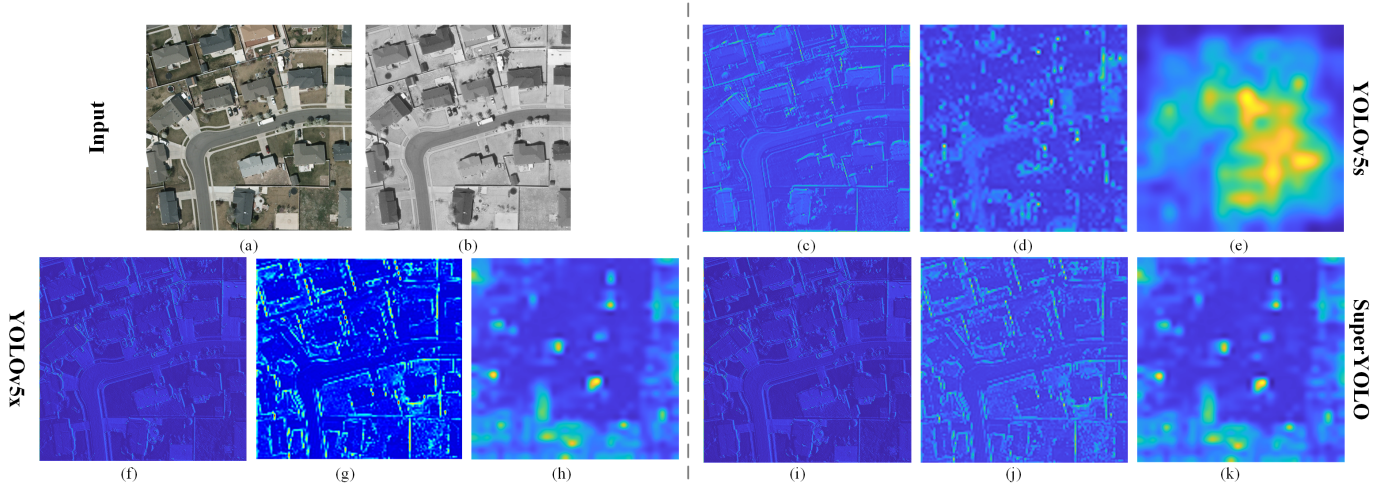 Input
(a)
(b)
(c)
(d)
(e)
YOLOv5s
YOLOv5x
(f)
(g)
(h)
(i)
(j)
(k)
SuperYOLO